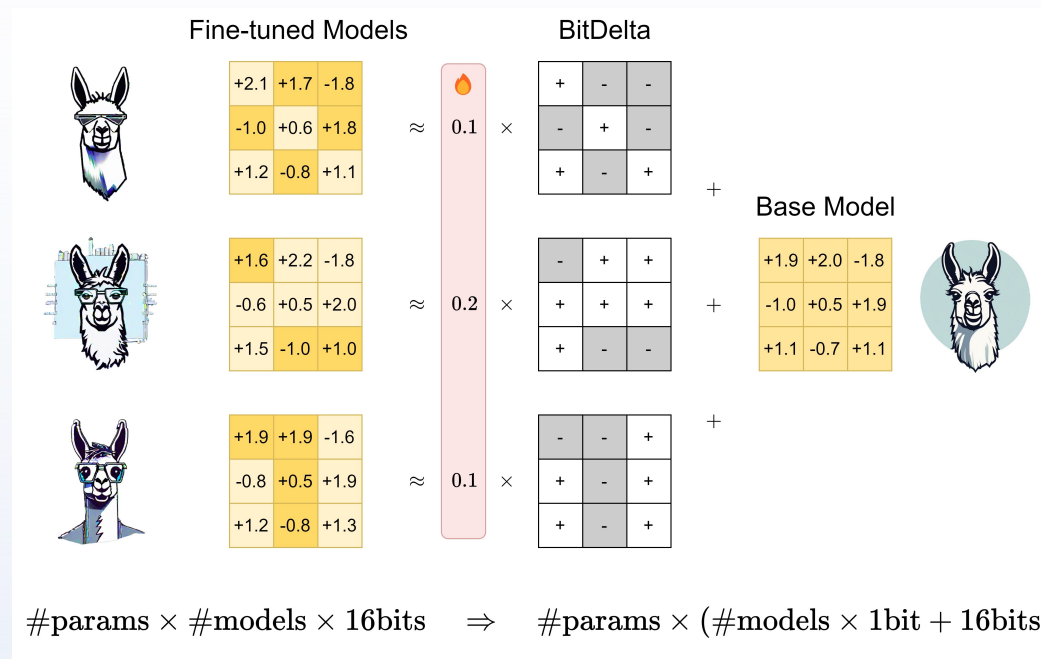 Fine-tuned Models
BitDelta
+2.1 +1.7 -1.8
+ - -
-1.0 +0.6 +1.8 ≈ 0.1 × - + -
+1.2 -0.8 +1.1
+ - +
+
Base Model
+1.6 +2.2 -1.8
- + +
+1.9 +2.0 -1.8
-0.6 +0.5 +2.0 ≈ 0.2 × + + + + -1.0 +0.5 +1.9
+1.5 -1.0 +1.0
+ - -
+1.1 -0.7 +1.1
+
+1.9 +1.9 -1.6
- - +
-0.8 +0.5 +1.9 ≈ 0.1 × + - +
+1.2 -0.8 +1.3
+ - +
#params × #models × 16bits ⇒ #params × (#models × 1bit + 16bits